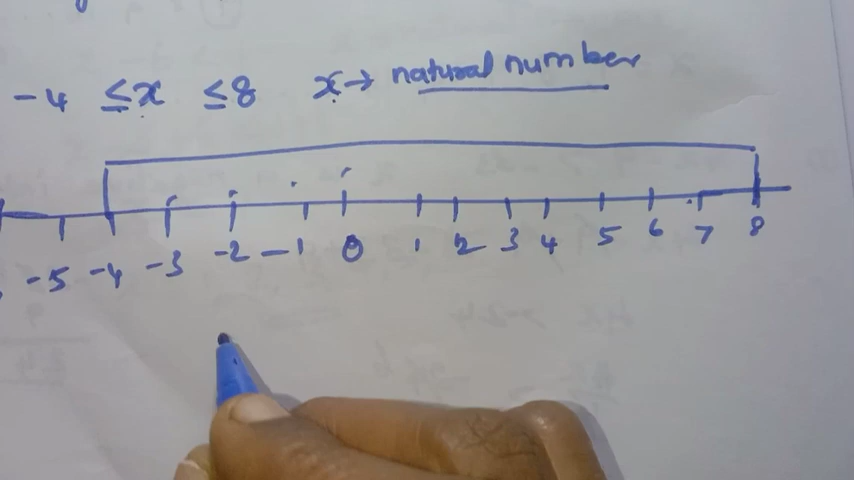 -4 ≤ x ≤ 8 x → natural number
-5 -4 -3 -2 -1 0 1 2 3 4 5 6 7 8